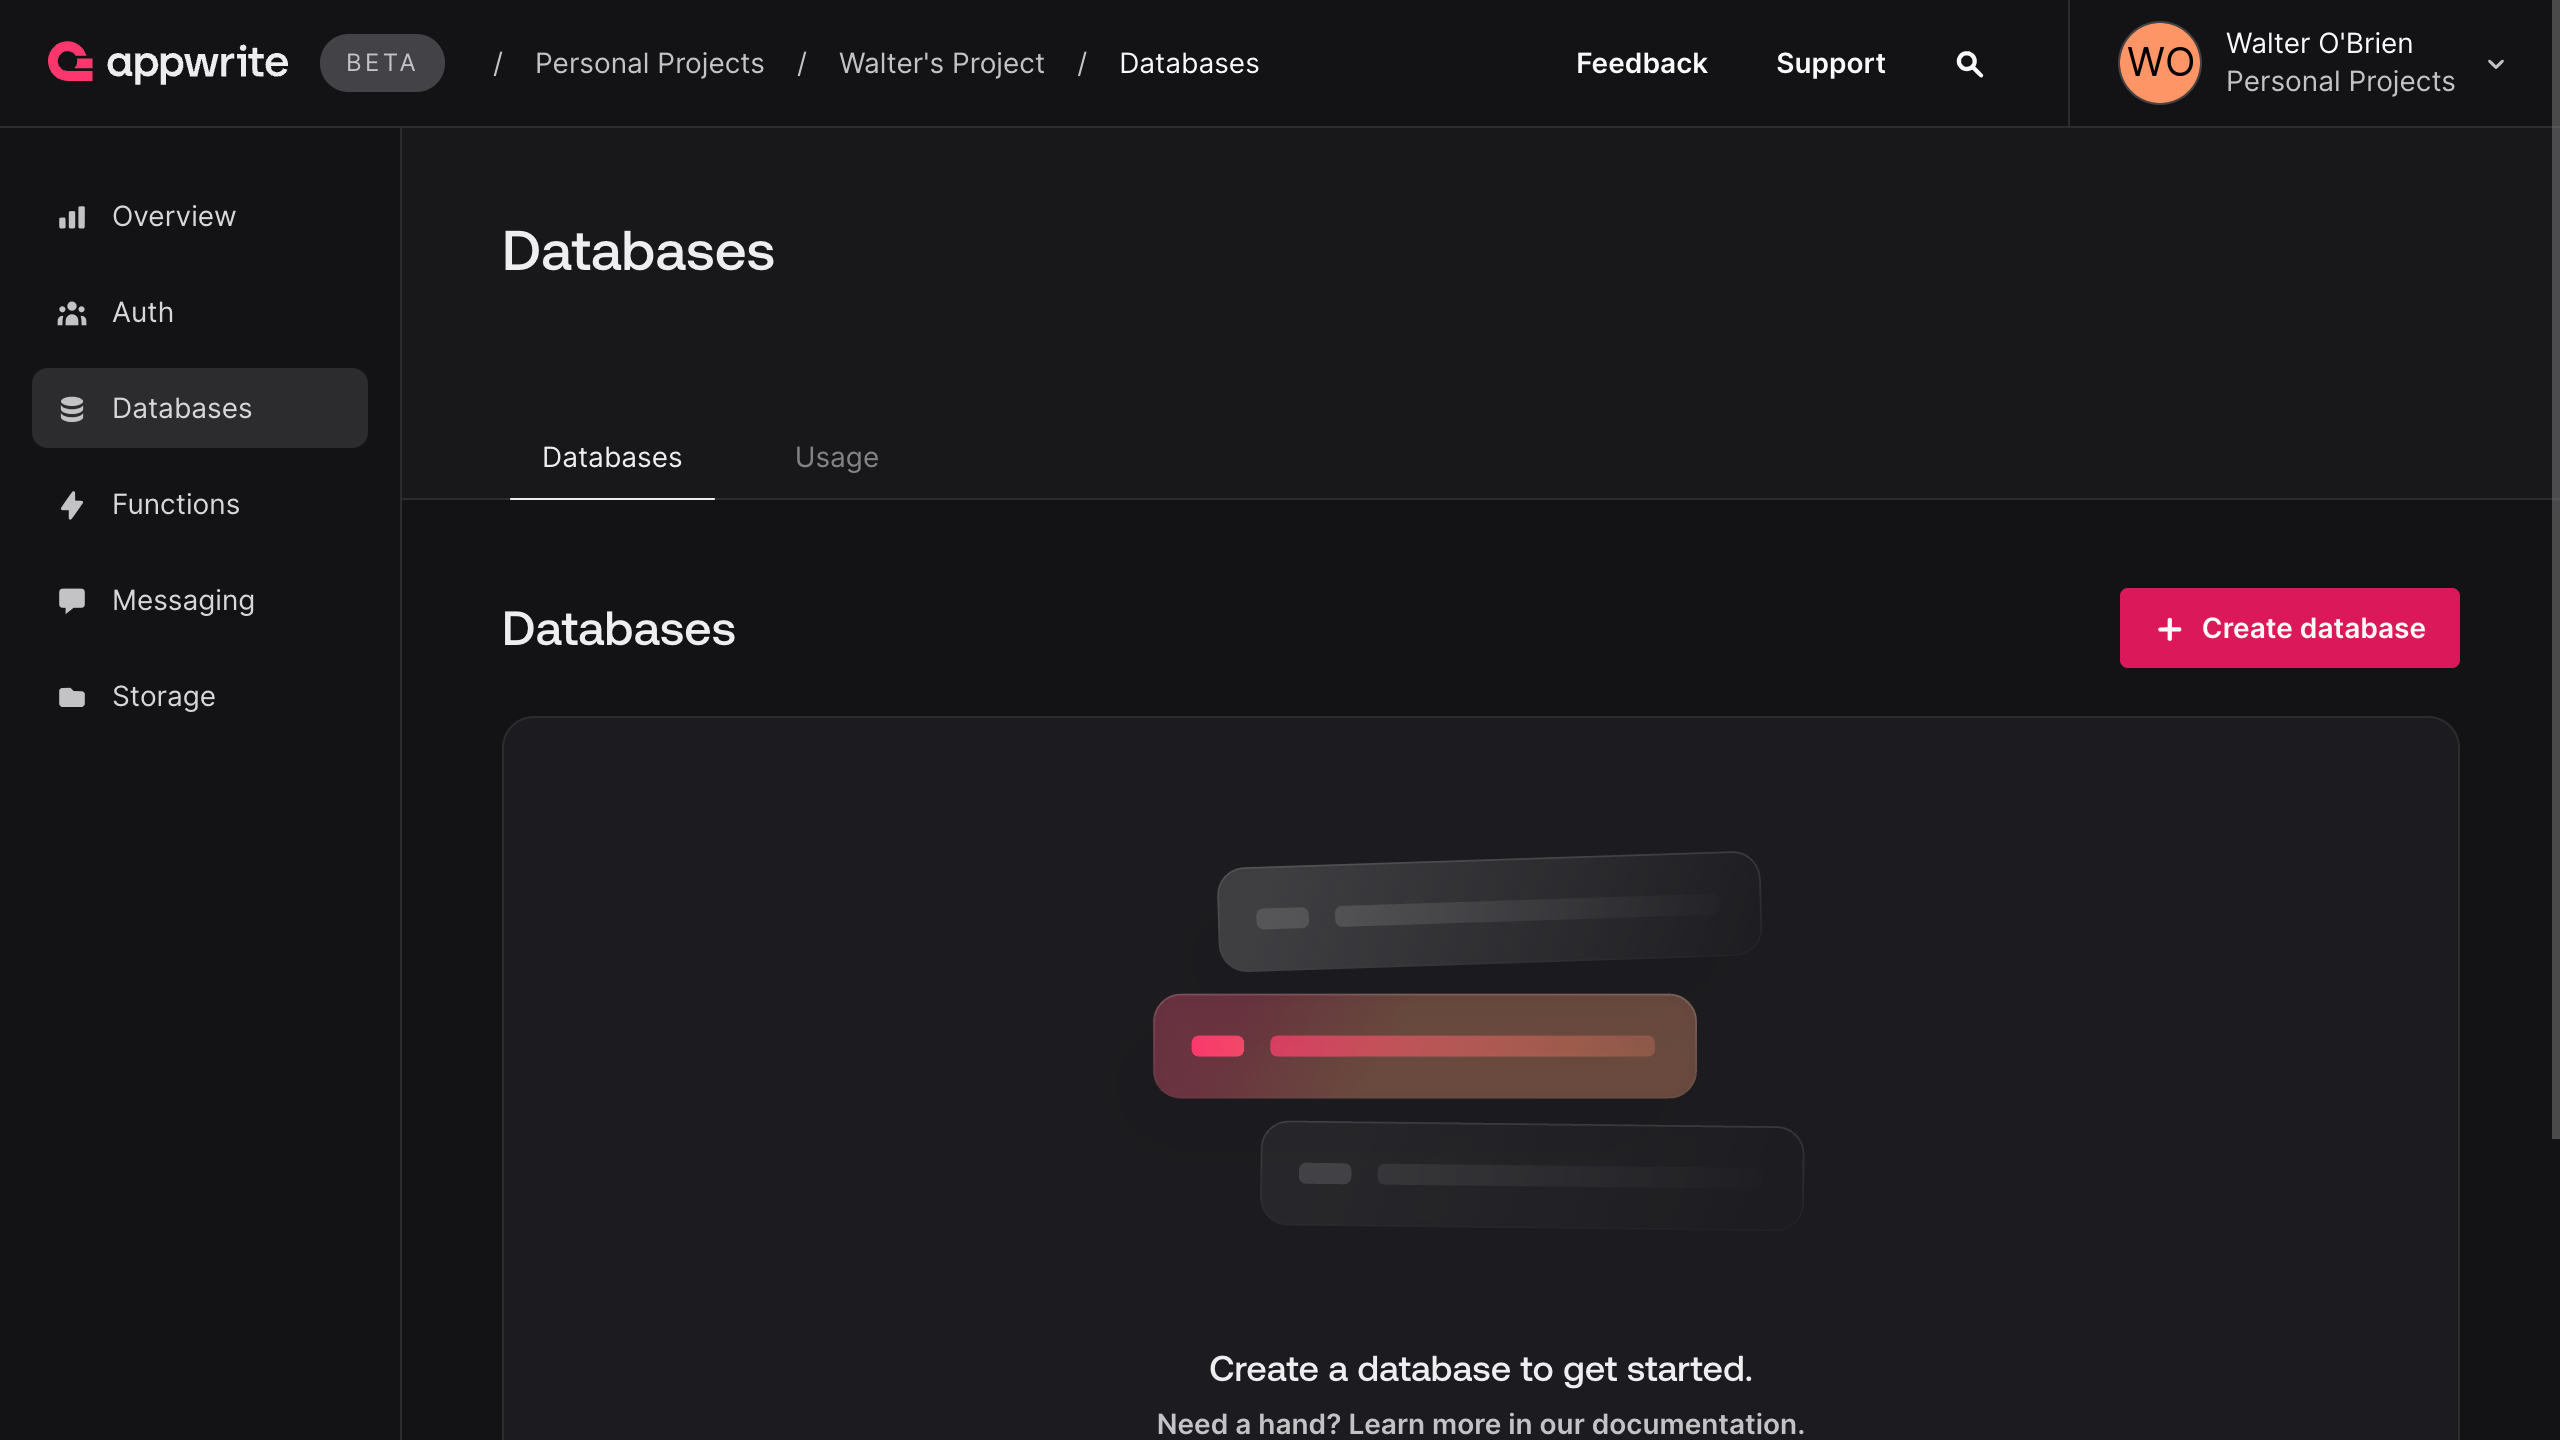 appwrite BETA / Personal Projects / Walter's Project / Databases Feedback Support WO Walter O'Brien
Personal Projects
Overview
Auth
Databases
Functions
Messaging
Storage
Databases
Databases Usage
Databases + Create database
Create a database to get started.
Need a hand? Learn more in our documentation.